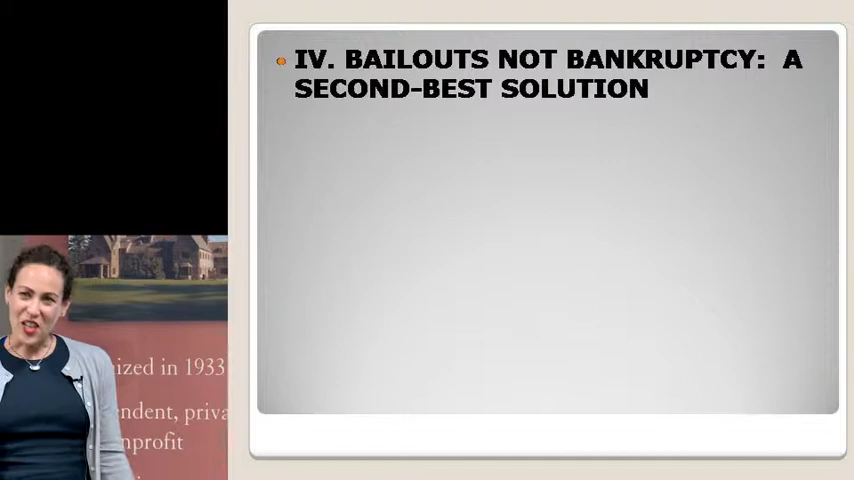 IV. BAILOUTS NOT BANKRUPTCY: A
SECOND-BEST SOLUTION
ized in 1933
endent, priva
nprofit